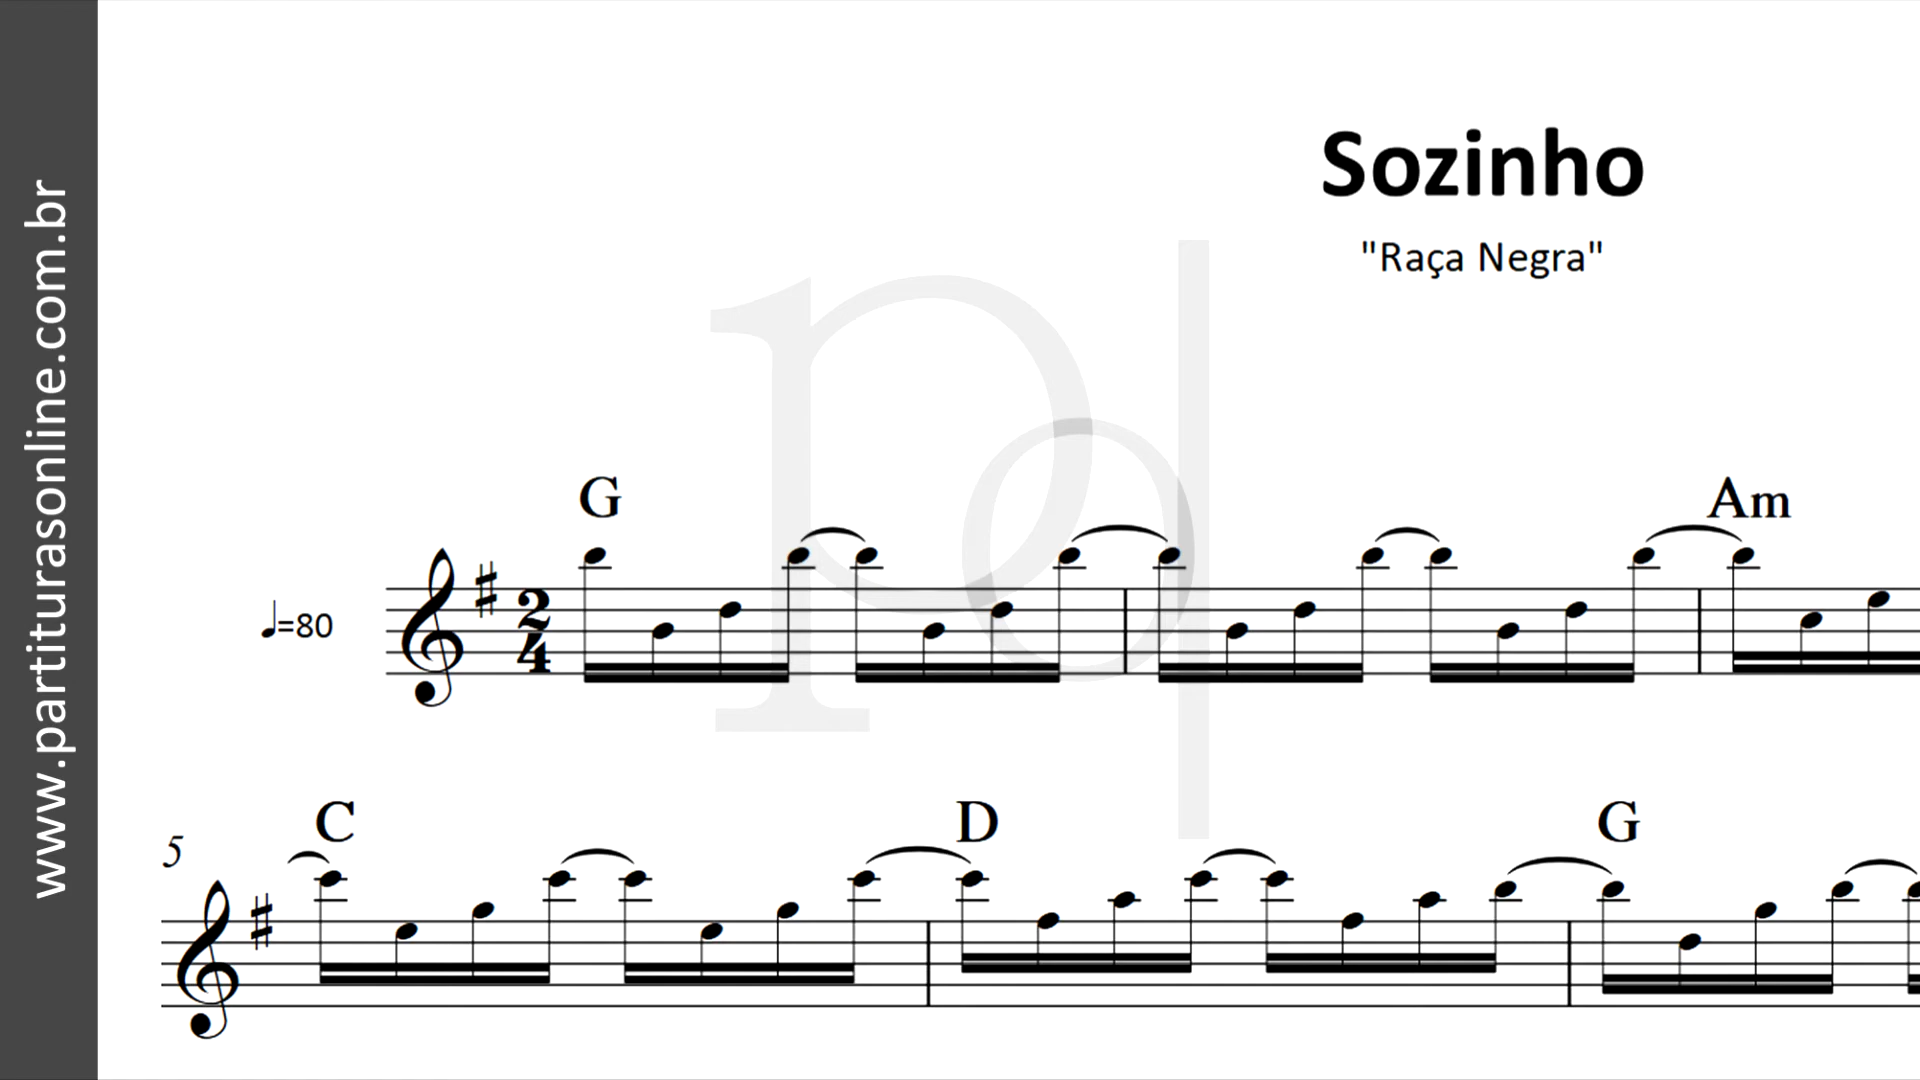 www.partiturasonline.com.br
Sozinho
"Raça Negra"
G Am
♩=80
2
4
5
C D G